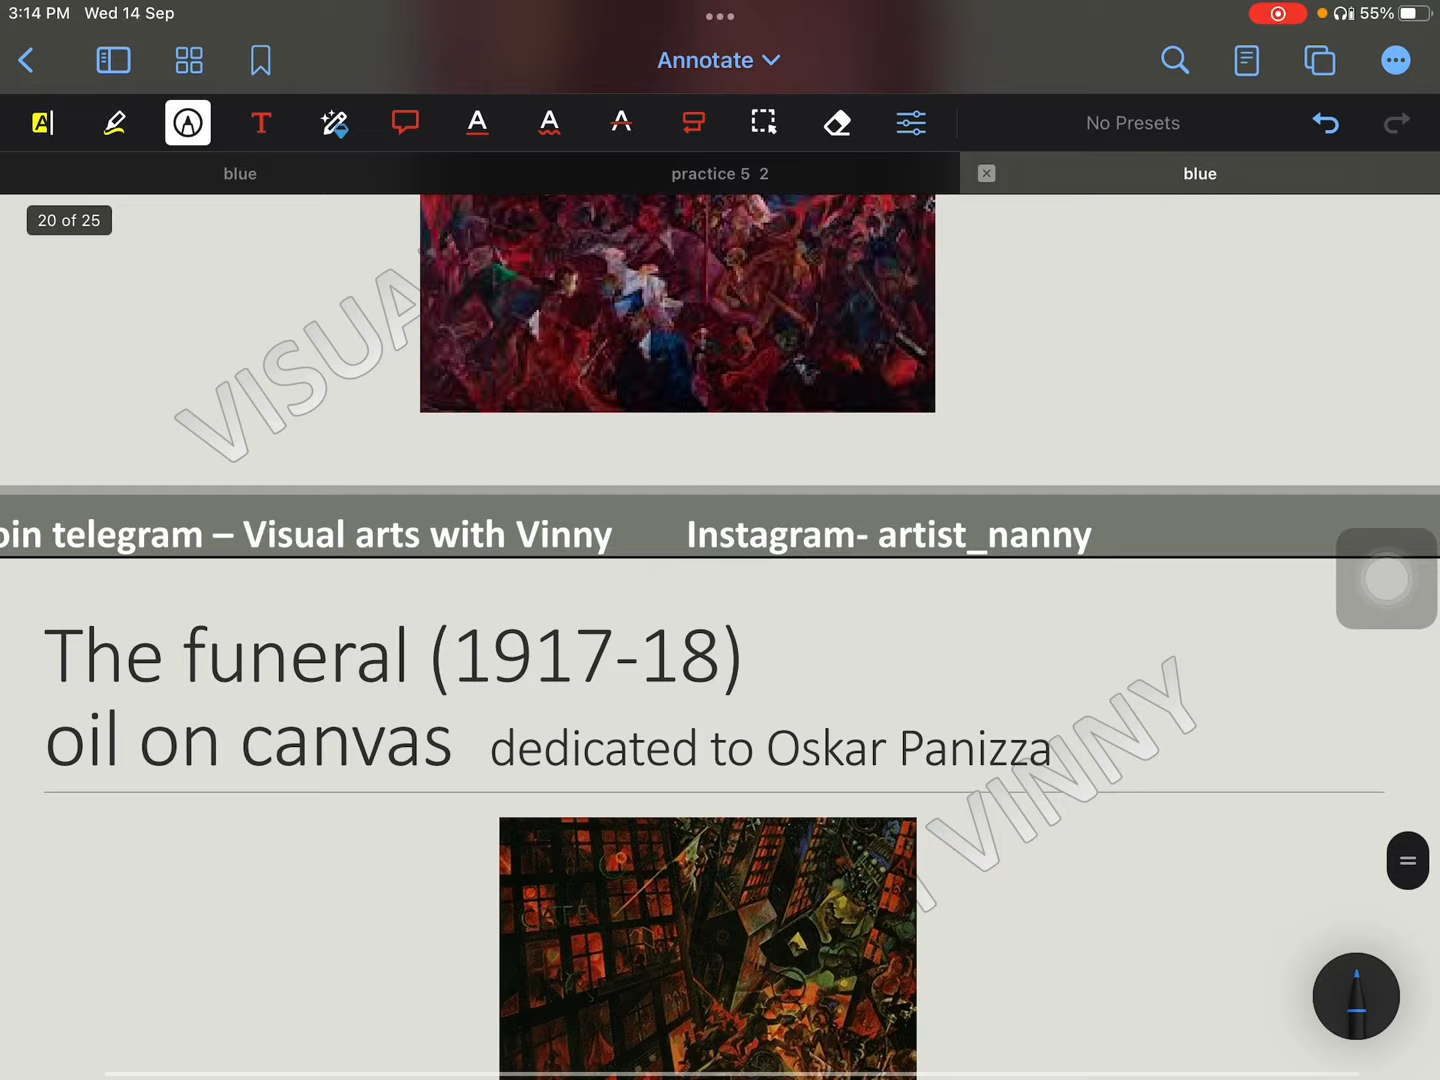 3:14 PM Wed 14 Sep
55%
Annotate
A
T
A
A
A
No Presets
blue
practice 5 2
blue
20 of 25
VISUA
oin telegram – Visual arts with Vinny Instagram- artist_nanny
The funeral (1917-18)
oil on canvas dedicated to Oskar Panizza
VINNY